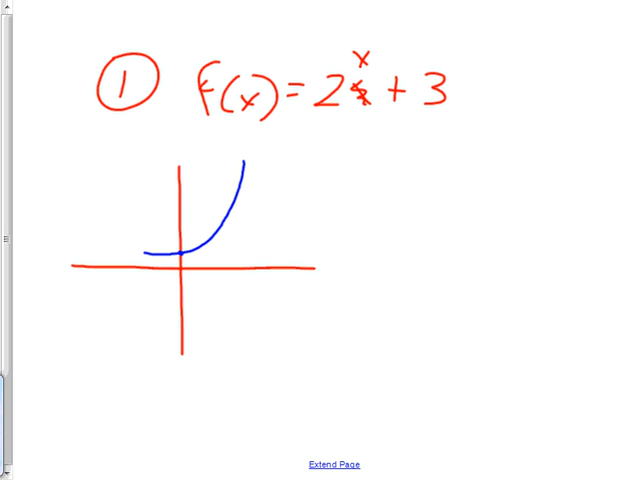 ① f(x) = 2^x + 3
Extend Page